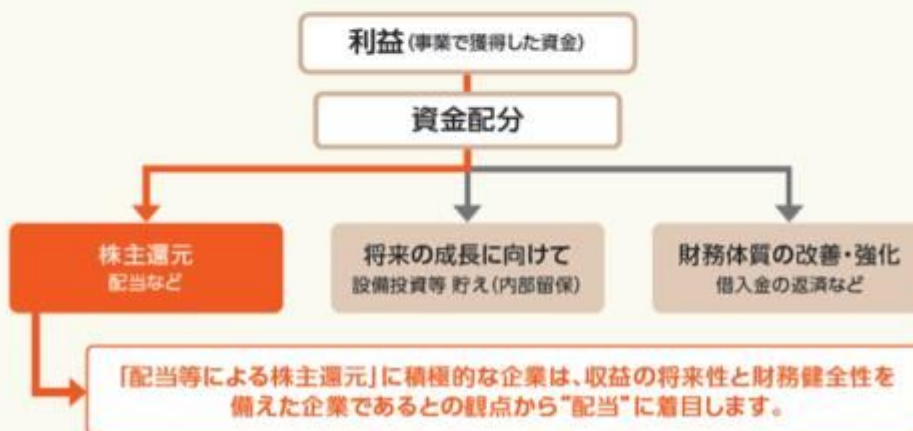 利益(事業で獲得した資金)
資金配分
株主還元
配当など
将来の成長に向けて
設備投資等 貯え(内部留保)
財務体質の改善・強化
借入金の返済など
「配当等による株主還元」に積極的な企業は、収益の将来性と財務健全性を
備えた企業であるとの観点から"配当"に着目します。